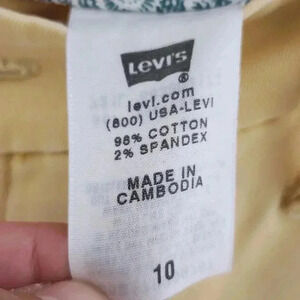 Levi's
®
levi.com
(800) USA-LEVI
98% COTTON
2% SPANDEX
MADE IN
CAMBODIA
10